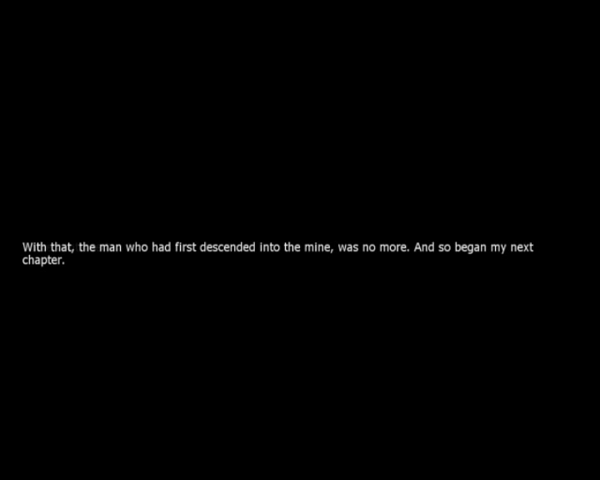 With that, the man who had first descended into the mine, was no more. And so began my next
chapter.